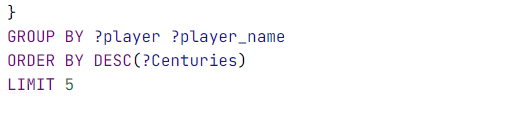 }
GROUP BY ?player ?player_name
ORDER BY DESC(?Centuries)
LIMIT 5